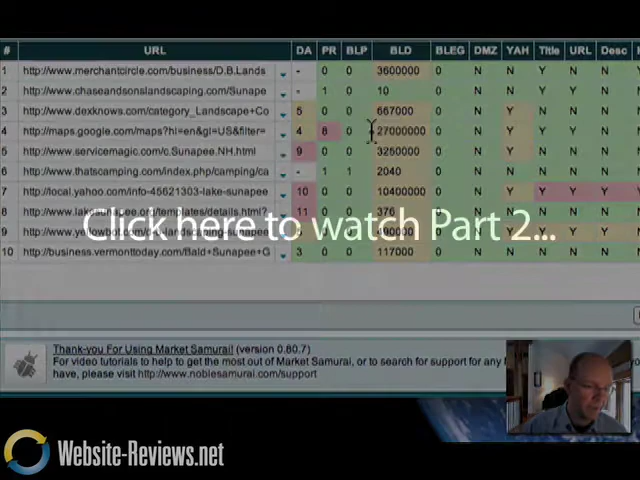 # URL DA PR BLP BLD BLEG DMZ YAH Title URL Desc
1 http://www.merchantcircle.com/business/D.B.Lands - 0 0 3600000 N N N Y N N
2 http://www.chaseandsonslandscaping.com/Sunape - 1 0 10 0 N N Y N Y
3 http://www.dexknows.com/category_Landscape+Co 5 0 0 667000 0 N Y N N N
4 http://maps.google.com/maps?hl=en&gl=US&filter= 4 8 0 27000000 0 N Y N N N
5 http://www.servicemagic.com/c.Sunapee.NH.html 9 0 0 3250000 0 N Y N N N
6 http://www.thatscamping.com/index.php/camping/ca - 1 1 2040 0 N N N N N
7 http://local.yahoo.com/info-45621303-lake-sunapee 10 0 0 10400000 0 N Y Y Y Y
8 11 0 0 376 N N N N N
Click here to watch Part 2...
10 http://business.vermonttoday.com/Bald+Sunapee+G 3 0 0 117000 0 N N N N N
Thank-you For Using Market Samurai! (version 0.80.7)
For video tutorials to help to get the most of Market Samurai, or to search for support for any
have, please visit http://www.noblesamurai.com/support
Website-Reviews.net